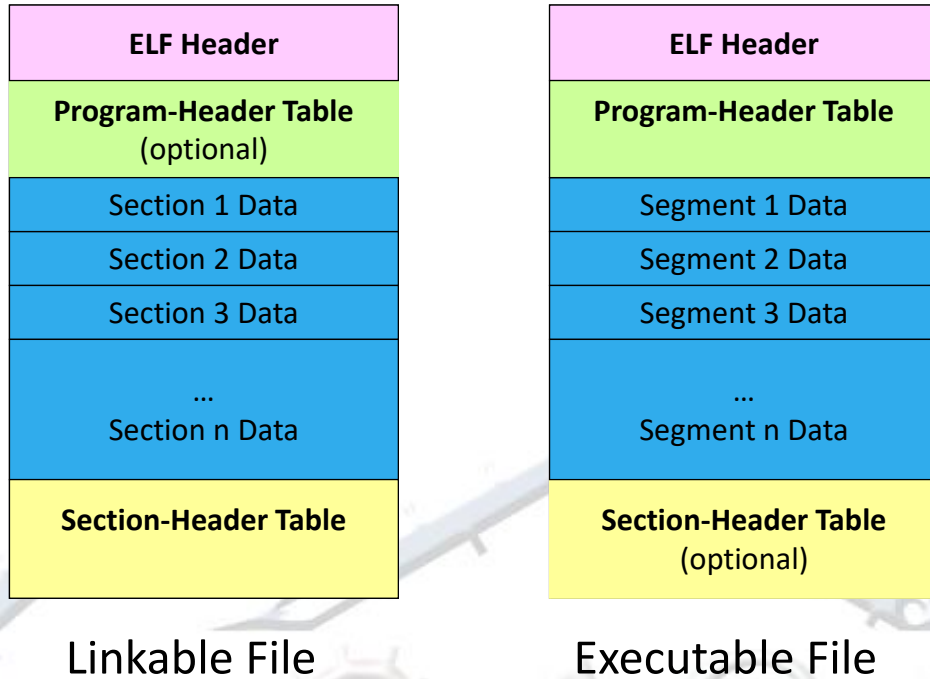 ELF Header
Program-Header Table
(optional)
Section 1 Data
Section 2 Data
Section 3 Data
...
Section n Data
Section-Header Table
Linkable File
ELF Header
Program-Header Table
Segment 1 Data
Segment 2 Data
Segment 3 Data
...
Segment n Data
Section-Header Table
(optional)
Executable File